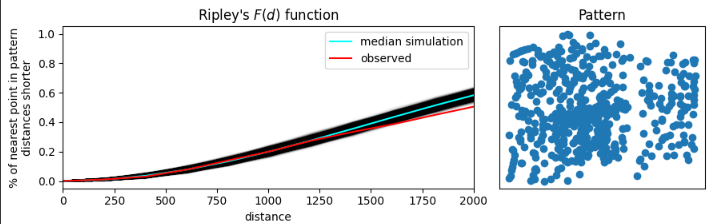 Ripley's F(d) function
Pattern
% of nearest point in pattern
distances shorter
1.0
0.8
0.6
0.4
0.2
0.0
median simulation
observed
0 250 500 750 1000 1250 1500 1750 2000
distance